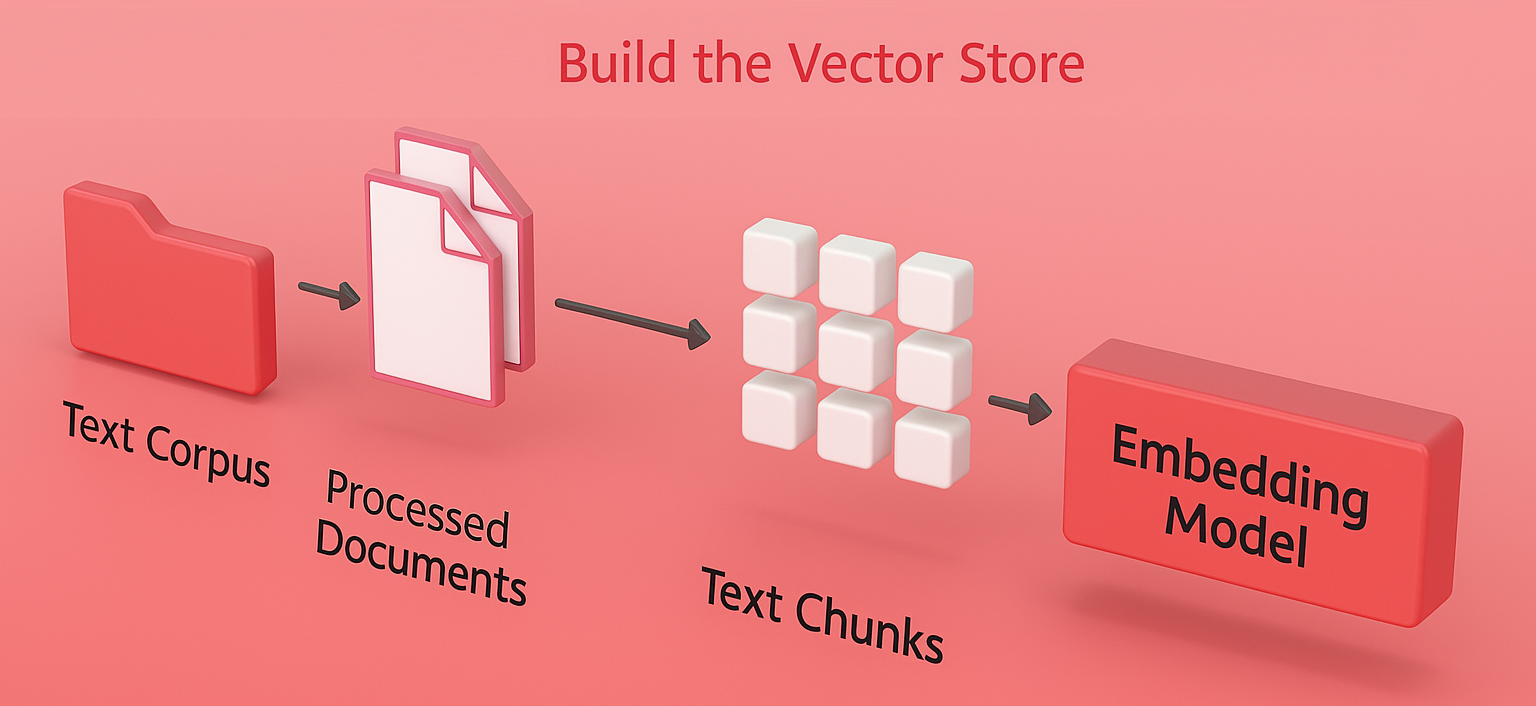 Build the Vector Store
Text Corpus
Processed
Documents
Text Chunks
Embedding
Model